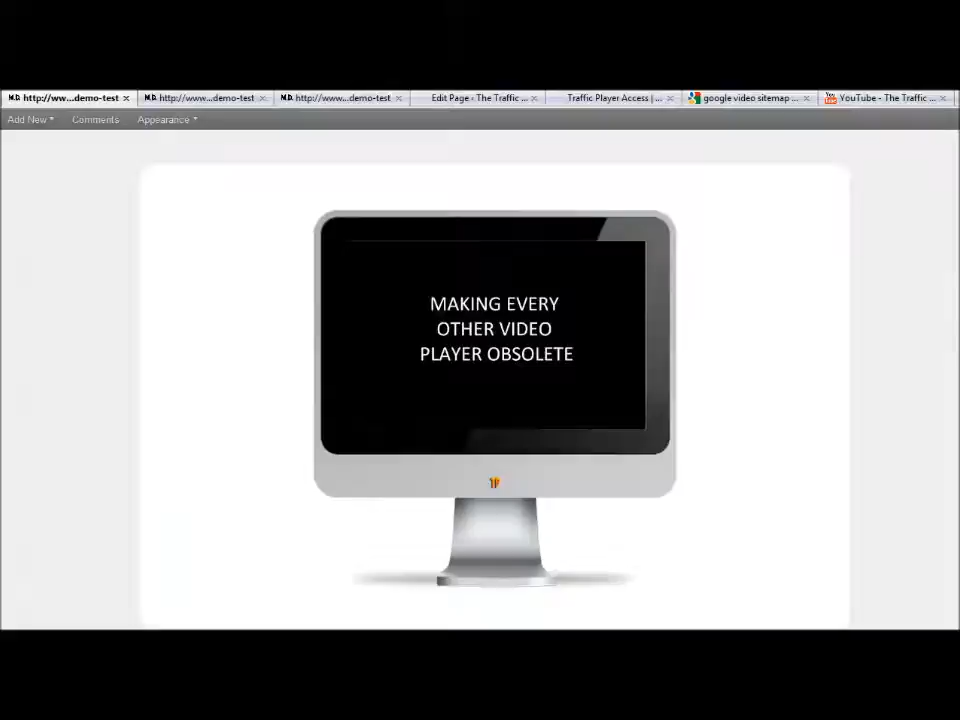 M.D. http://ww...demo-test
M.D. http://www...demo-test
M.D. http://www...demo-test
Edit Page ‹ The Traffic ...
Traffic Player Access | ...
google video sitemap ...
YouTube - The Traffic ...
Add New
Comments
Appearance
MAKING EVERY
OTHER VIDEO
PLAYER OBSOLETE